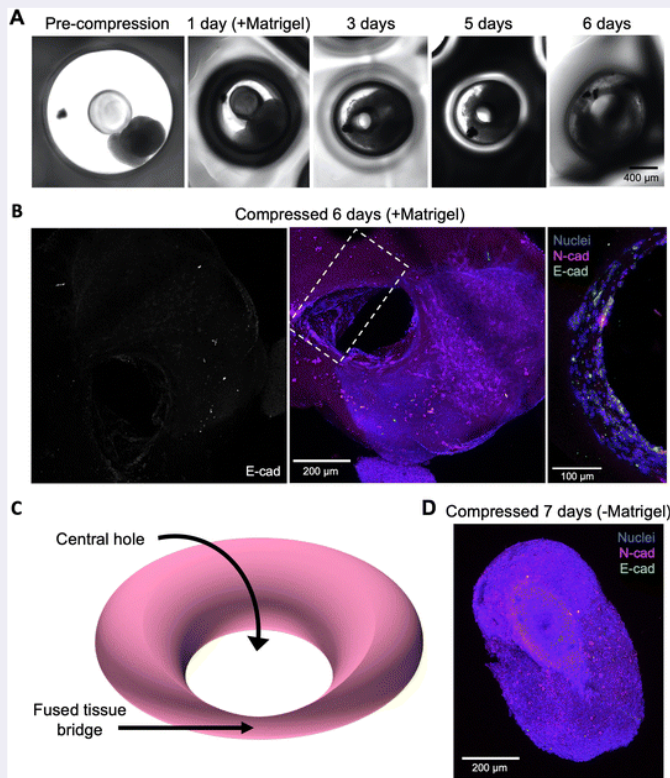 A
Pre-compression
1 day (+Matrigel)
3 days
5 days
6 days
400 µm
B
Compressed 6 days (+Matrigel)
E-cad
200 µm
Nuclei
N-cad
E-cad
100 µm
C
Central hole
Fused tissue
bridge
D
Compressed 7 days (-Matrigel)
Nuclei
N-cad
E-cad
200 µm